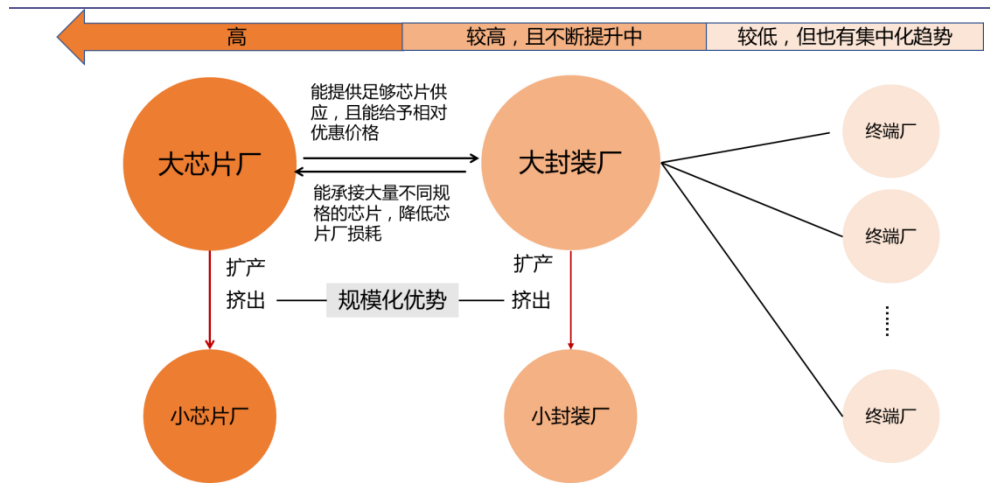 高
较高，且不断提升中
较低，但也有集中化趋势
能提供足够芯片供
应，且能给予相对
优惠价格
大芯片厂
大封装厂
能承接大量不同规
格的芯片，降低芯
片厂损耗
扩产
挤出
规模化优势
扩产
挤出
小芯片厂
小封装厂
终端厂
终端厂
......
终端厂